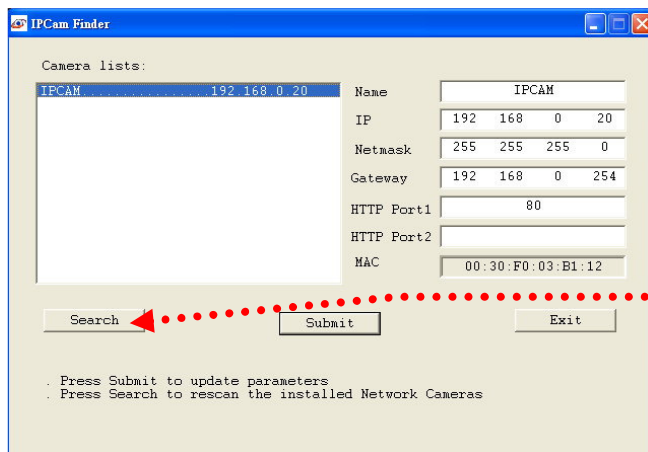 IPCam Finder
Camera lists:
IPCAM................192.168.0.20
Name IPCAM
IP 192 168 0 20
Netmask 255 255 255 0
Gateway 192 168 0 254
HTTP Port1 80
HTTP Port2
MAC 00:30:F0:03:B1:12
Search Submit Exit
. Press Submit to update parameters
. Press Search to rescan the installed Network Cameras